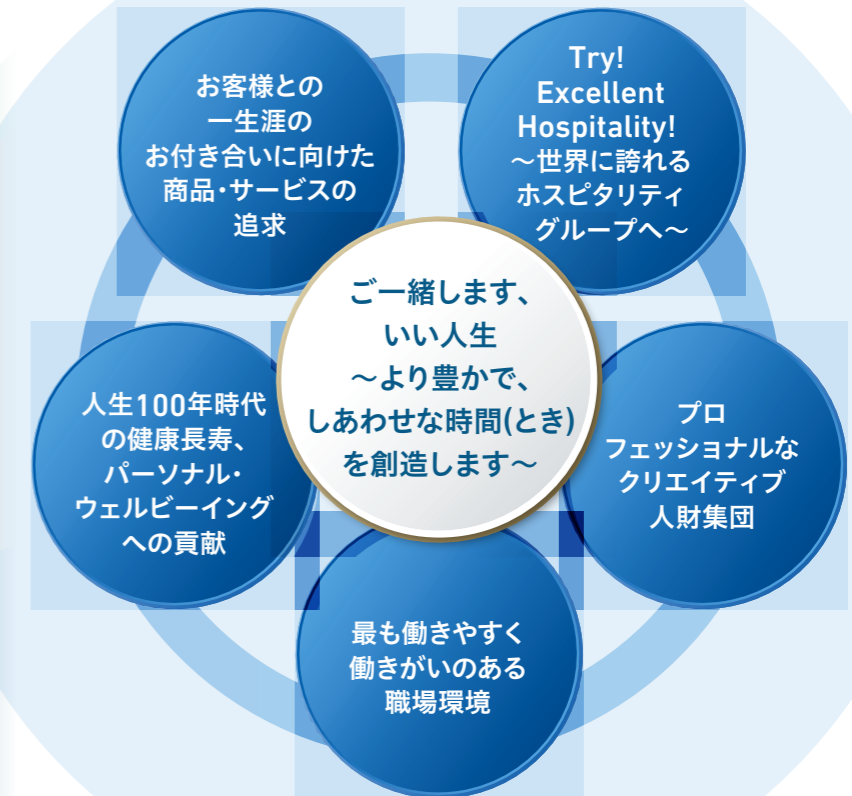 お客様との
一生涯の
お付き合いに向けた
商品・サービスの
追求
Try!
Excellent
Hospitality!
～世界に誇れる
ホスピタリティ
グループへ～
ご一緒します、
いい人生
～より豊かで、
しあわせな時間(とき)
を創造します～
人生100年時代
の健康長寿、
パーソナル・
ウェルビーイング
への貢献
プロ
フェッショナルな
クリエイティブ
人財集団
最も働きやすく
働きがいのある
職場環境